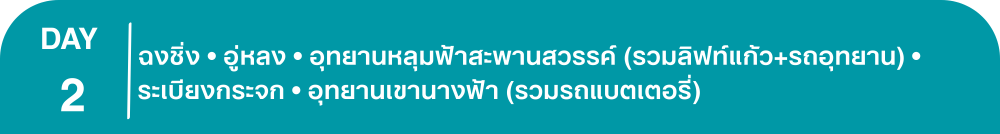 DAY
2
ฉงชิ่ง • อู่หลง • อุทยานหลุมฟ้าสะพานสวรรค์ (รวมลิฟท์แก้ว+รถอุทยาน) •
ระเบียงกระจก • อุทยานเขานางฟ้า (รวมรถแบตเตอรี่)